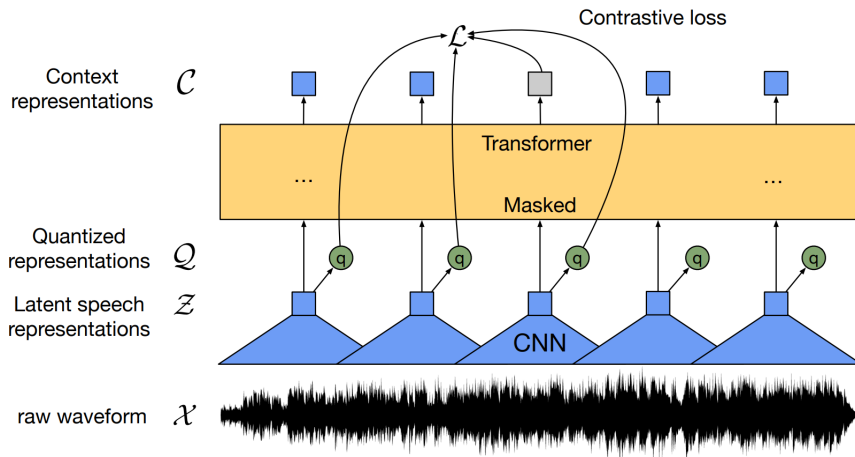 Contrastive loss
ℒ
Context
representations 𝒞
Transformer
... ...
Masked
Quantized
representations 𝒬
q q q q q
Latent speech
representations 𝒵
CNN
raw waveform 𝒳